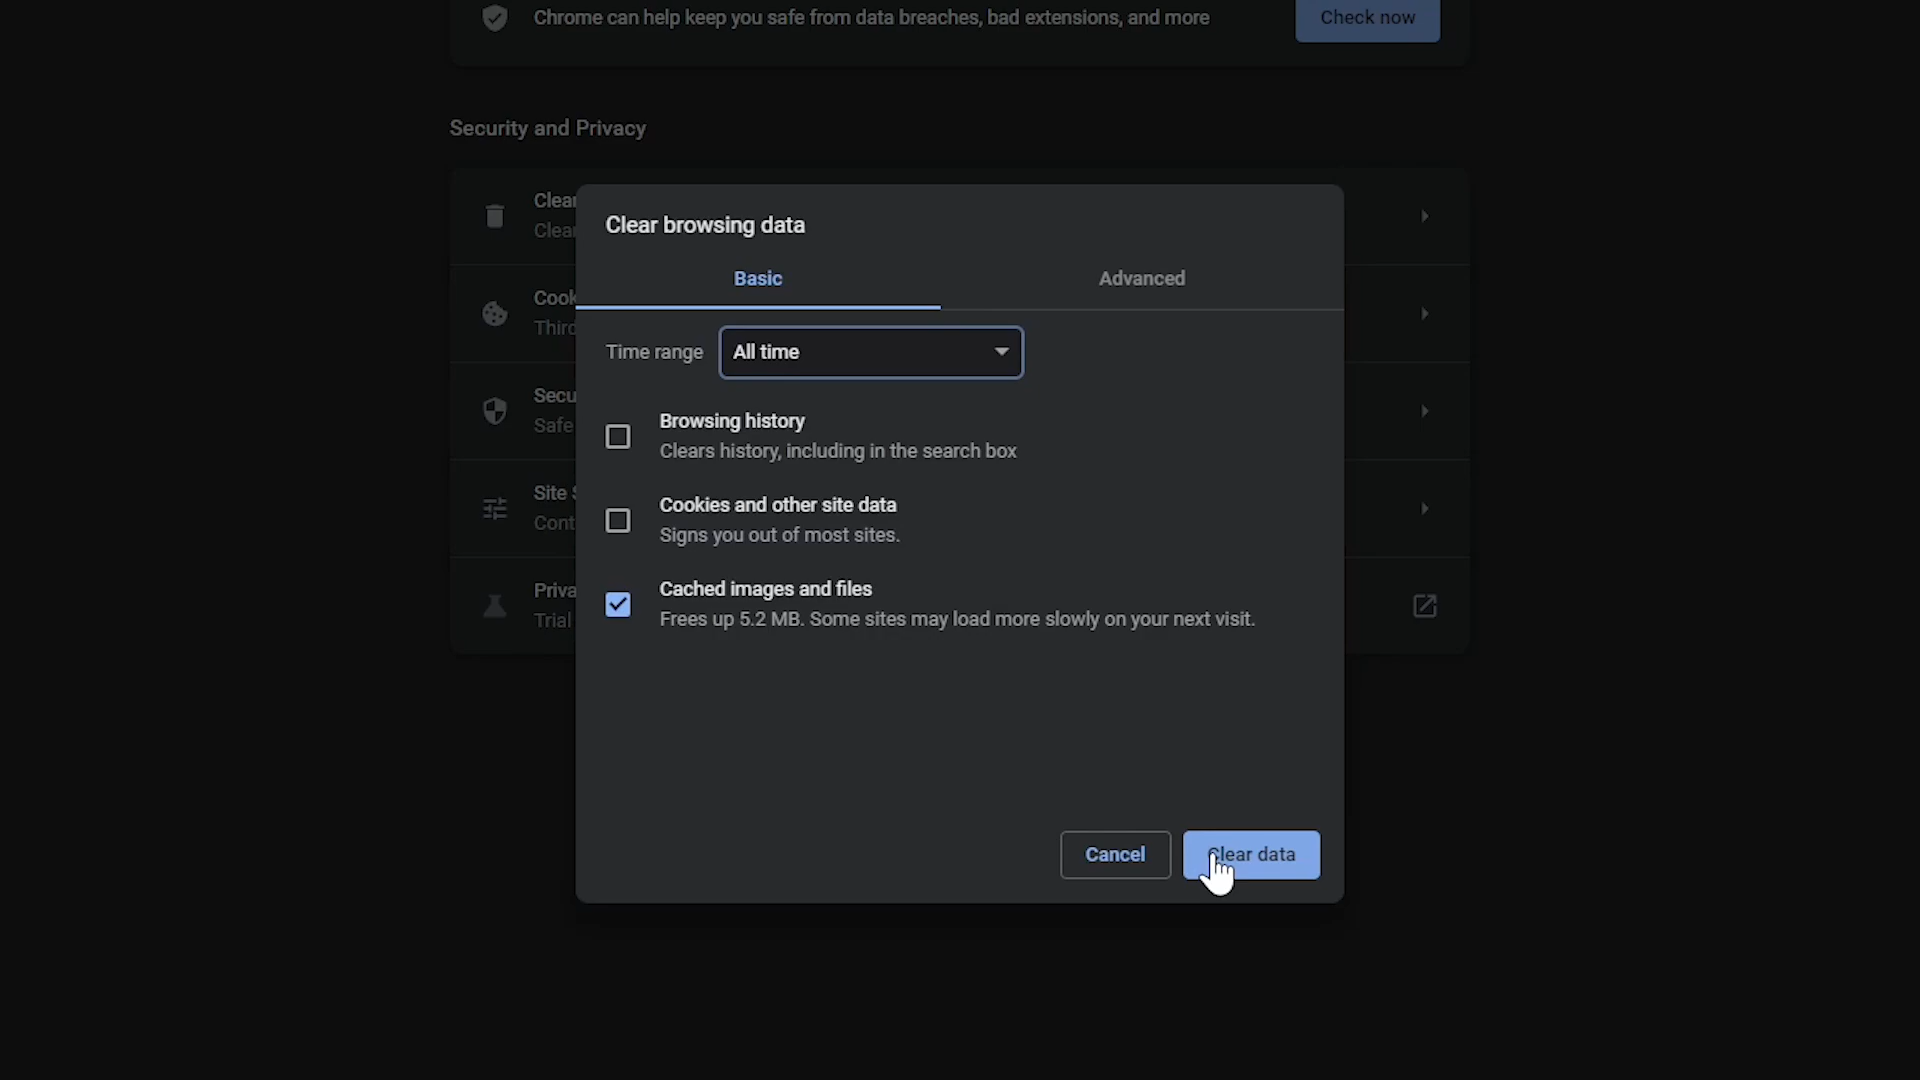 Chrome can help keep you safe from data breaches, bad extensions, and more
Check now
Security and Privacy
Clear
Clear
Cook
Third
Secu
Safe
Site S
Cont
Priva
Trial
Clear browsing data
Basic
Advanced
Time range
All time
Browsing history
Clears history, including in the search box
Cookies and other site data
Signs you out of most sites.
Cached images and files
Frees up 5.2 MB. Some sites may load more slowly on your next visit.
Cancel
Clear data